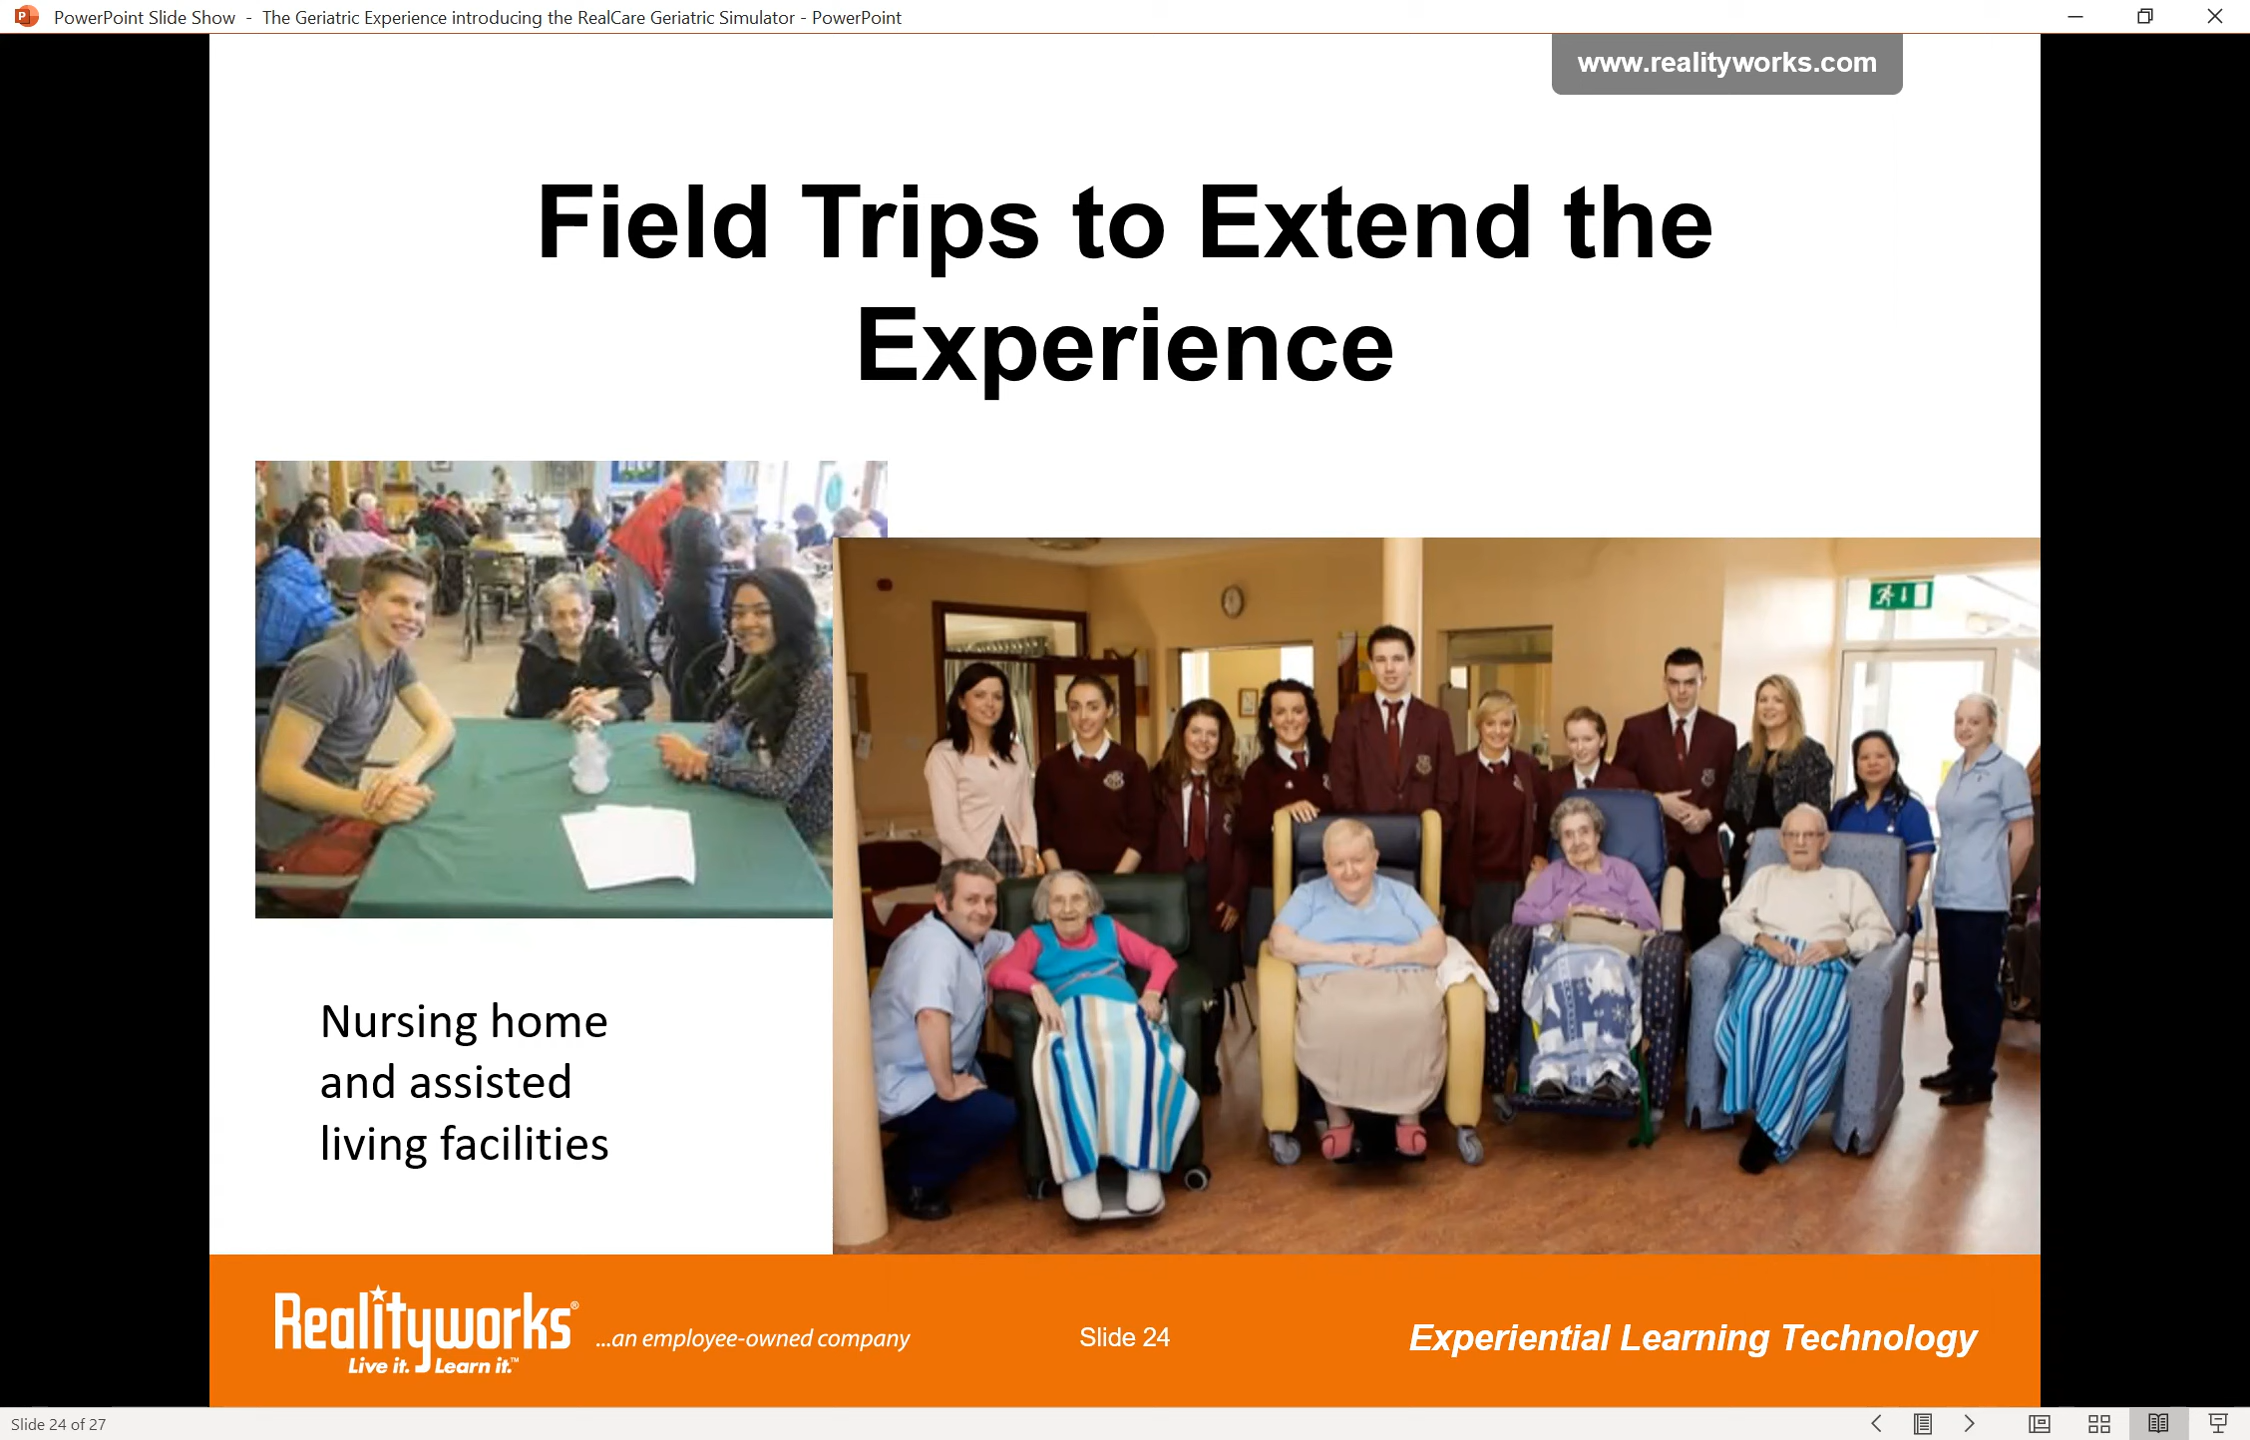 PowerPoint Slide Show - The Geriatric Experience introducing the RealCare Geriatric Simulator - PowerPoint
www.realityworks.com
Field Trips to Extend the
Experience
Nursing home
and assisted
living facilities
Realityworks® ...an employee-owned company
Live it. Learn it.™
Slide 24
Experiential Learning Technology
Slide 24 of 27